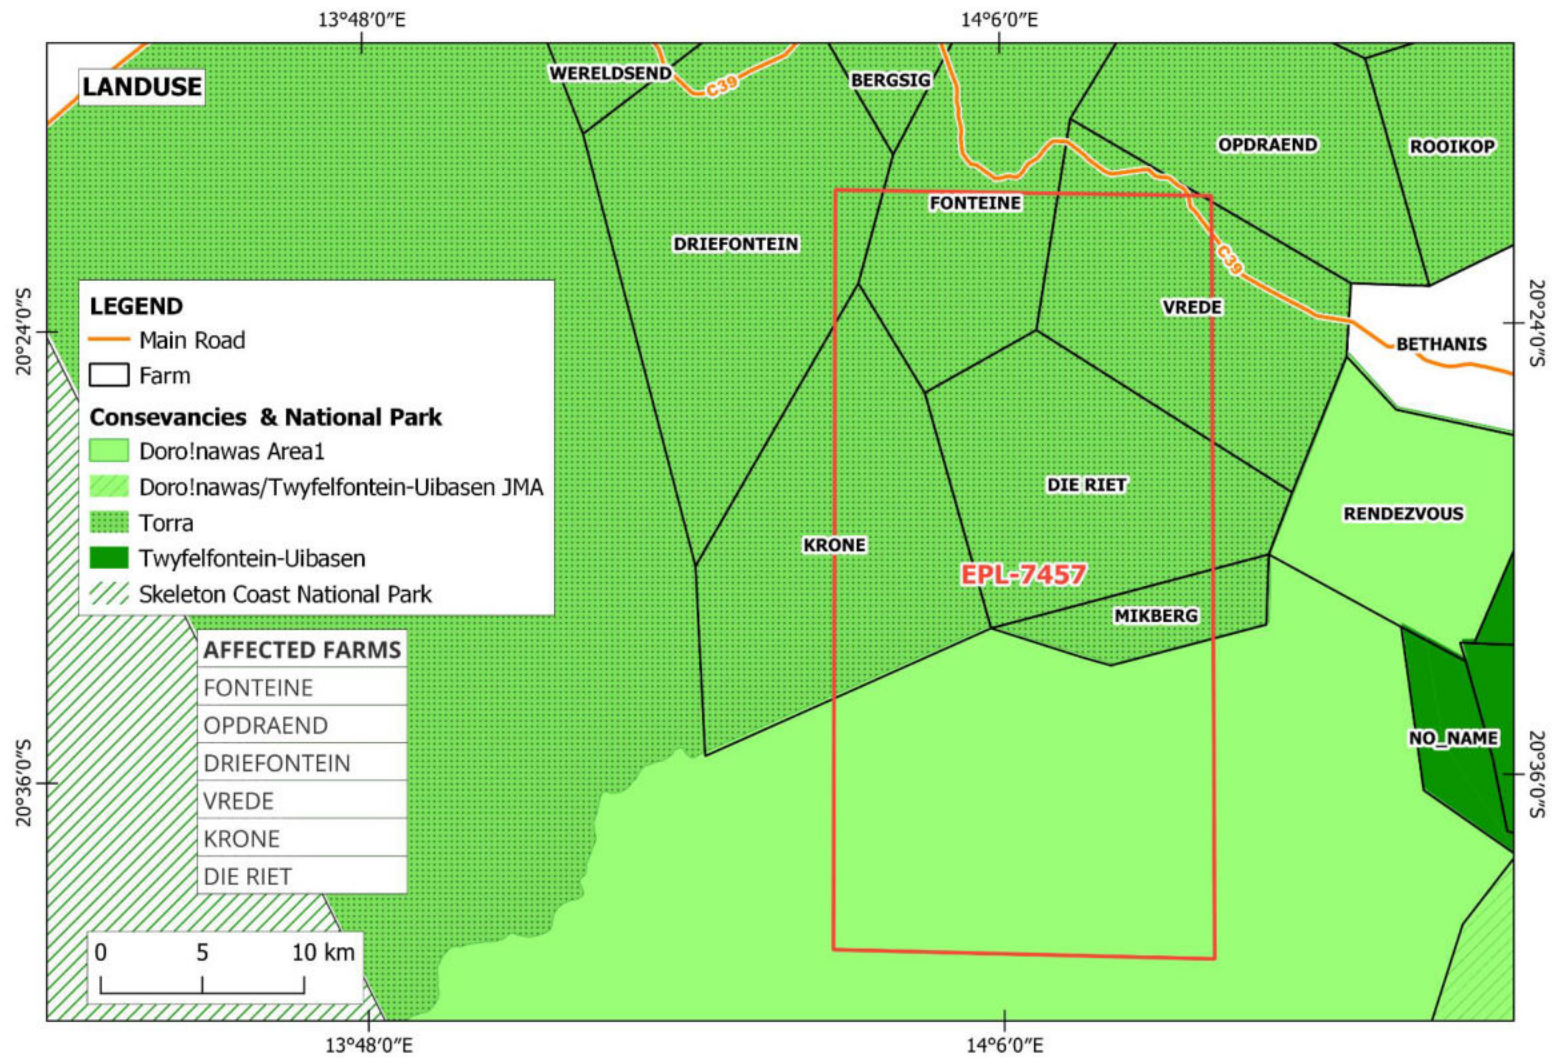 13°48'0"E
14°6'0"E
LANDUSE
WERELDSEND
C39
BERGSIG
OPDRAEND
ROOIKOP
FONTEINE
DRIEFONTEIN
C39
VREDE
BETHANIS
20°24'0"S
20°24'0"S
LEGEND
Main Road
Farm
Consevancies & National Park
Doro!nawas Area1
Doro!nawas/Twyfelfontein-Uibasen JMA
Torra
Twyfelfontein-Uibasen
Skeleton Coast National Park
DIE RIET
RENDEZVOUS
KRONE
EPL-7457
MIKBERG
NO_NAME
AFFECTED FARMS
FONTEINE
OPDRAEND
DRIEFONTEIN
VREDE
KRONE
DIE RIET
20°36'0"S
20°36'0"S
0 5 10 km
13°48'0"E
14°6'0"E